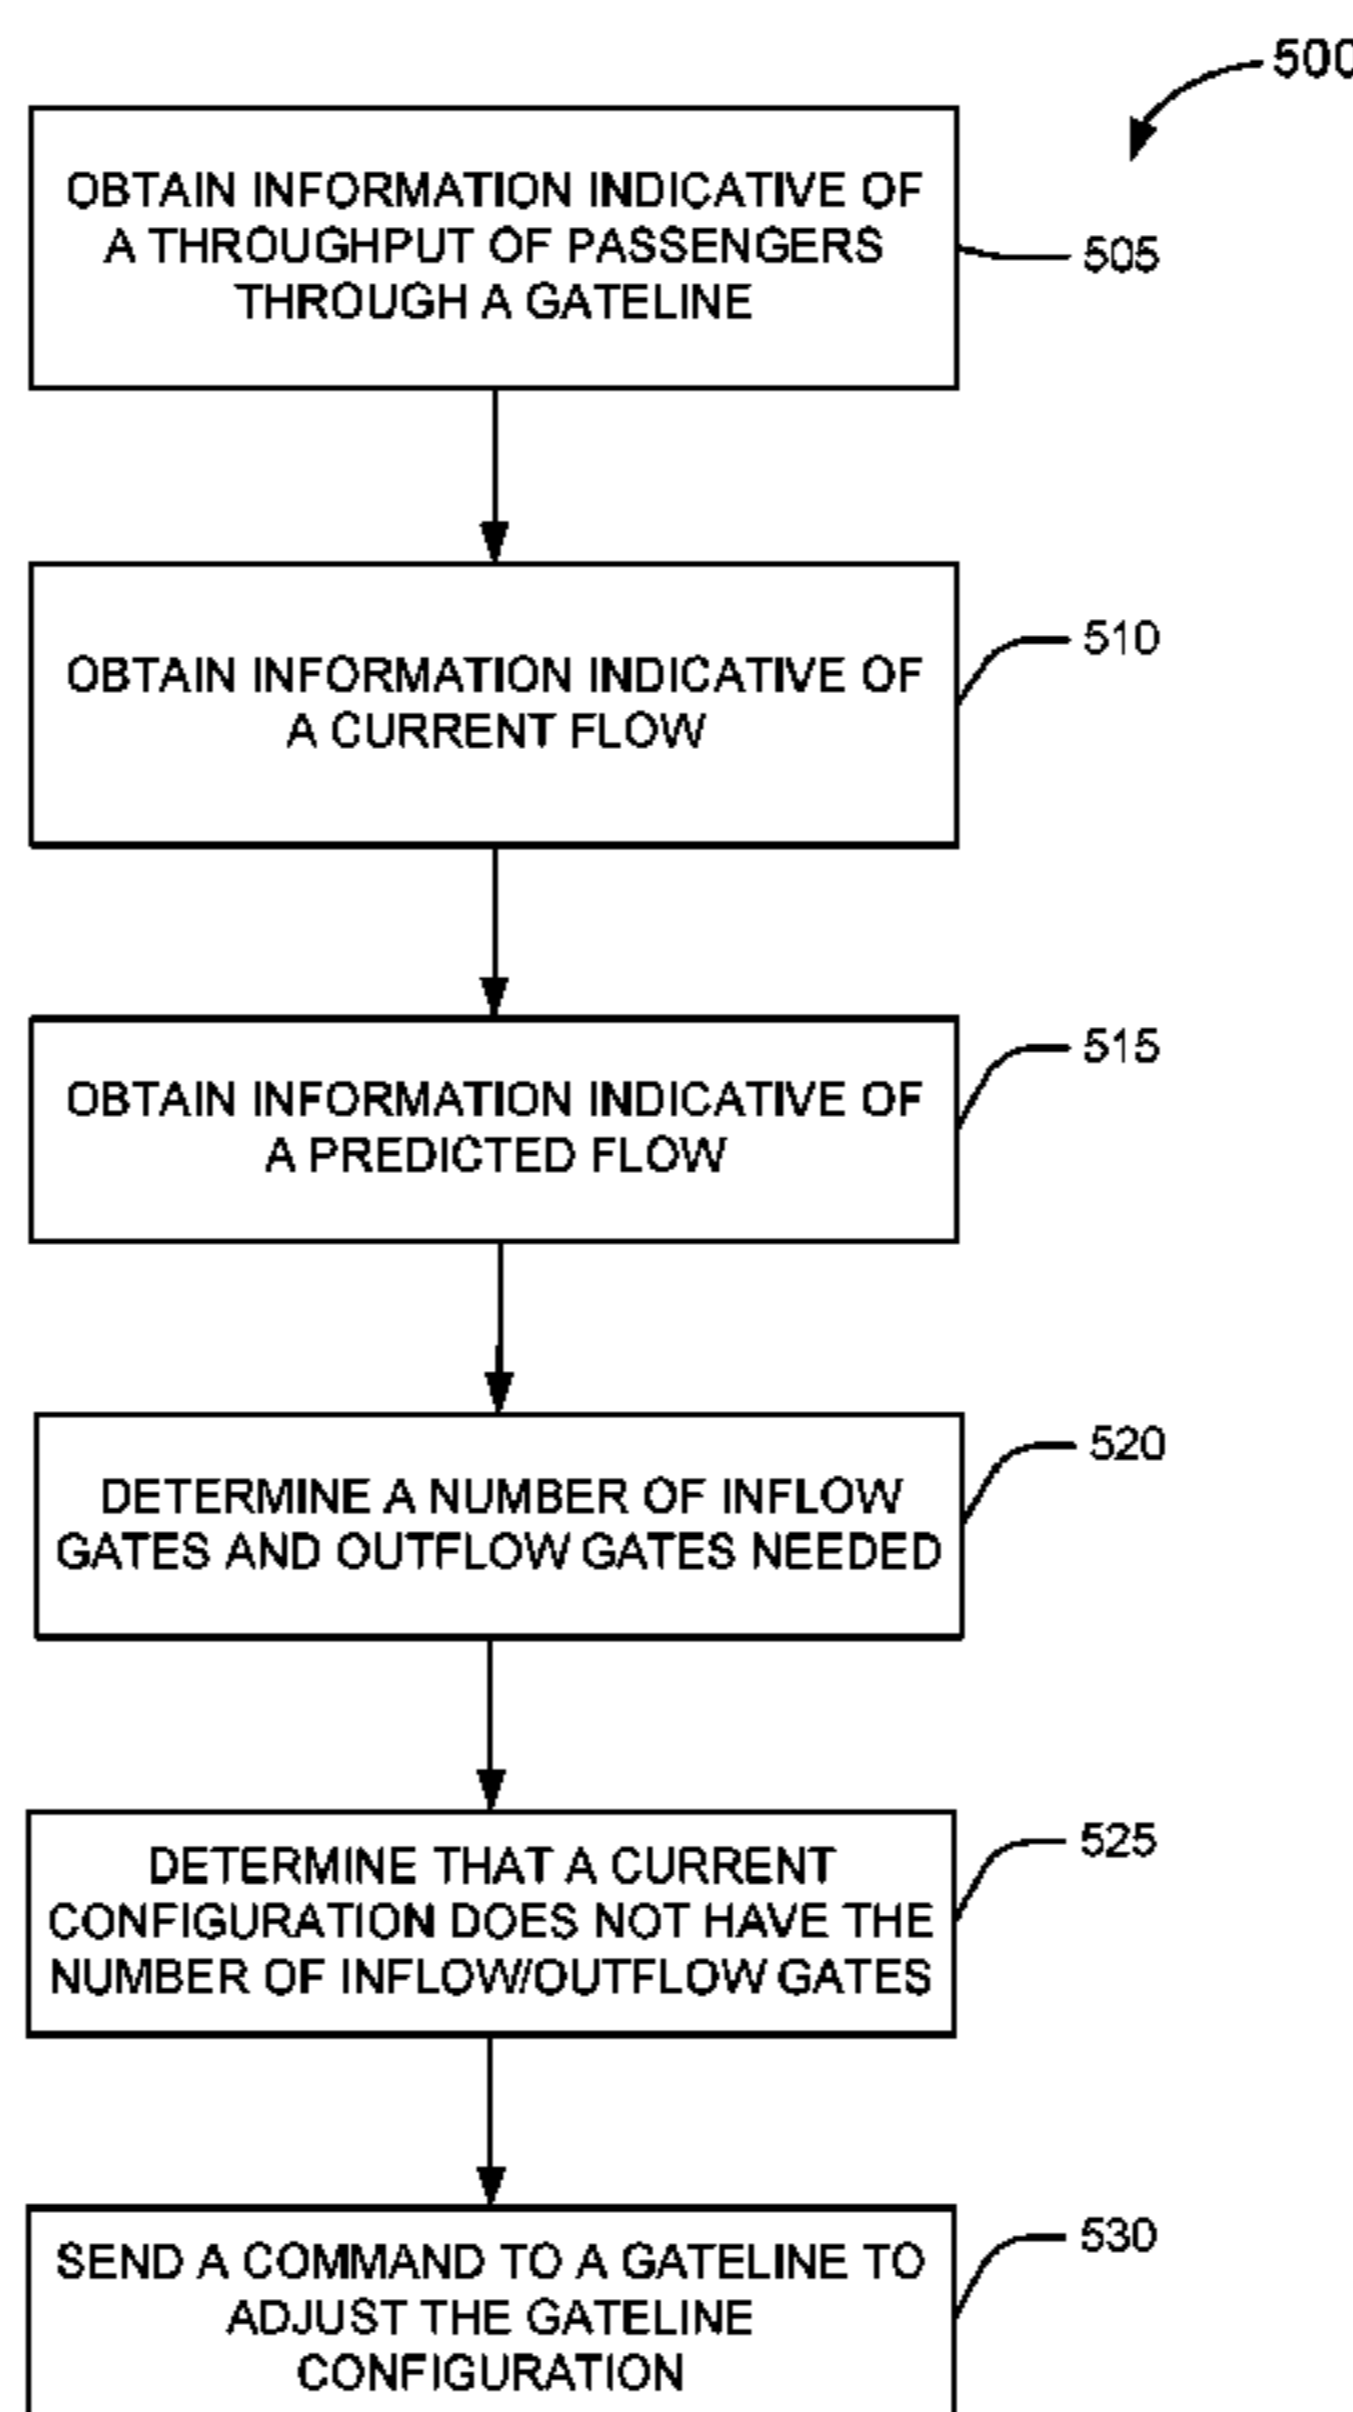 500
OBTAIN INFORMATION INDICATIVE OF
A THROUGHPUT OF PASSENGERS
THROUGH A GATELINE
505
OBTAIN INFORMATION INDICATIVE OF
A CURRENT FLOW
510
OBTAIN INFORMATION INDICATIVE OF
A PREDICTED FLOW
515
DETERMINE A NUMBER OF INFLOW
GATES AND OUTFLOW GATES NEEDED
520
DETERMINE THAT A CURRENT
CONFIGURATION DOES NOT HAVE THE
NUMBER OF INFLOW/OUTFLOW GATES
525
SEND A COMMAND TO A GATELINE TO
ADJUST THE GATELINE
CONFIGURATION
530